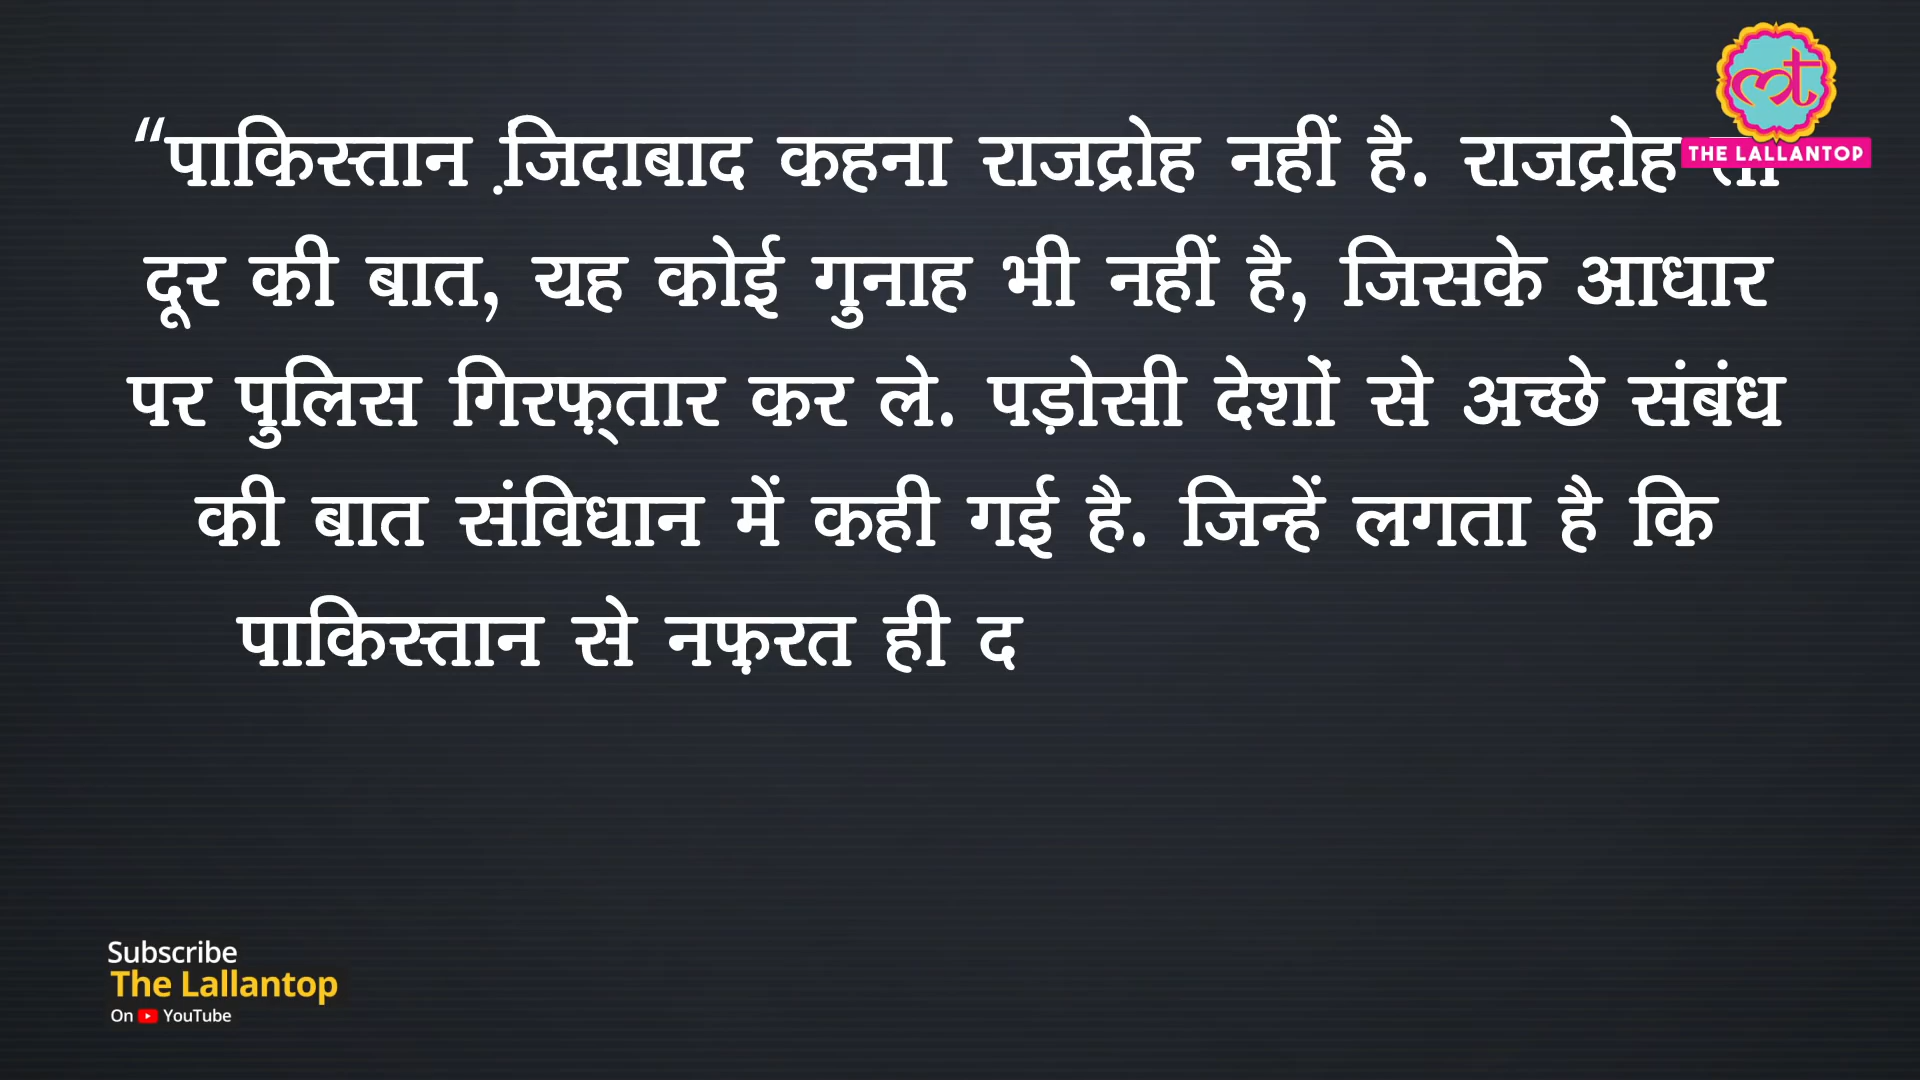 THE LALLANTOP
“पाकिस्तान ज़िंदाबाद कहना राजद्रोह नहीं है. राजद्रोह
दूर की बात, यह कोई गुनाह भी नहीं है, जिसके आधार
पर पुलिस गिरफ़्तार कर ले. पड़ोसी देशों से अच्छे संबंध
की बात संविधान में कही गई है. जिन्हें लगता है कि
पाकिस्तान से नफ़रत ही द
Subscribe
The Lallantop
On YouTube